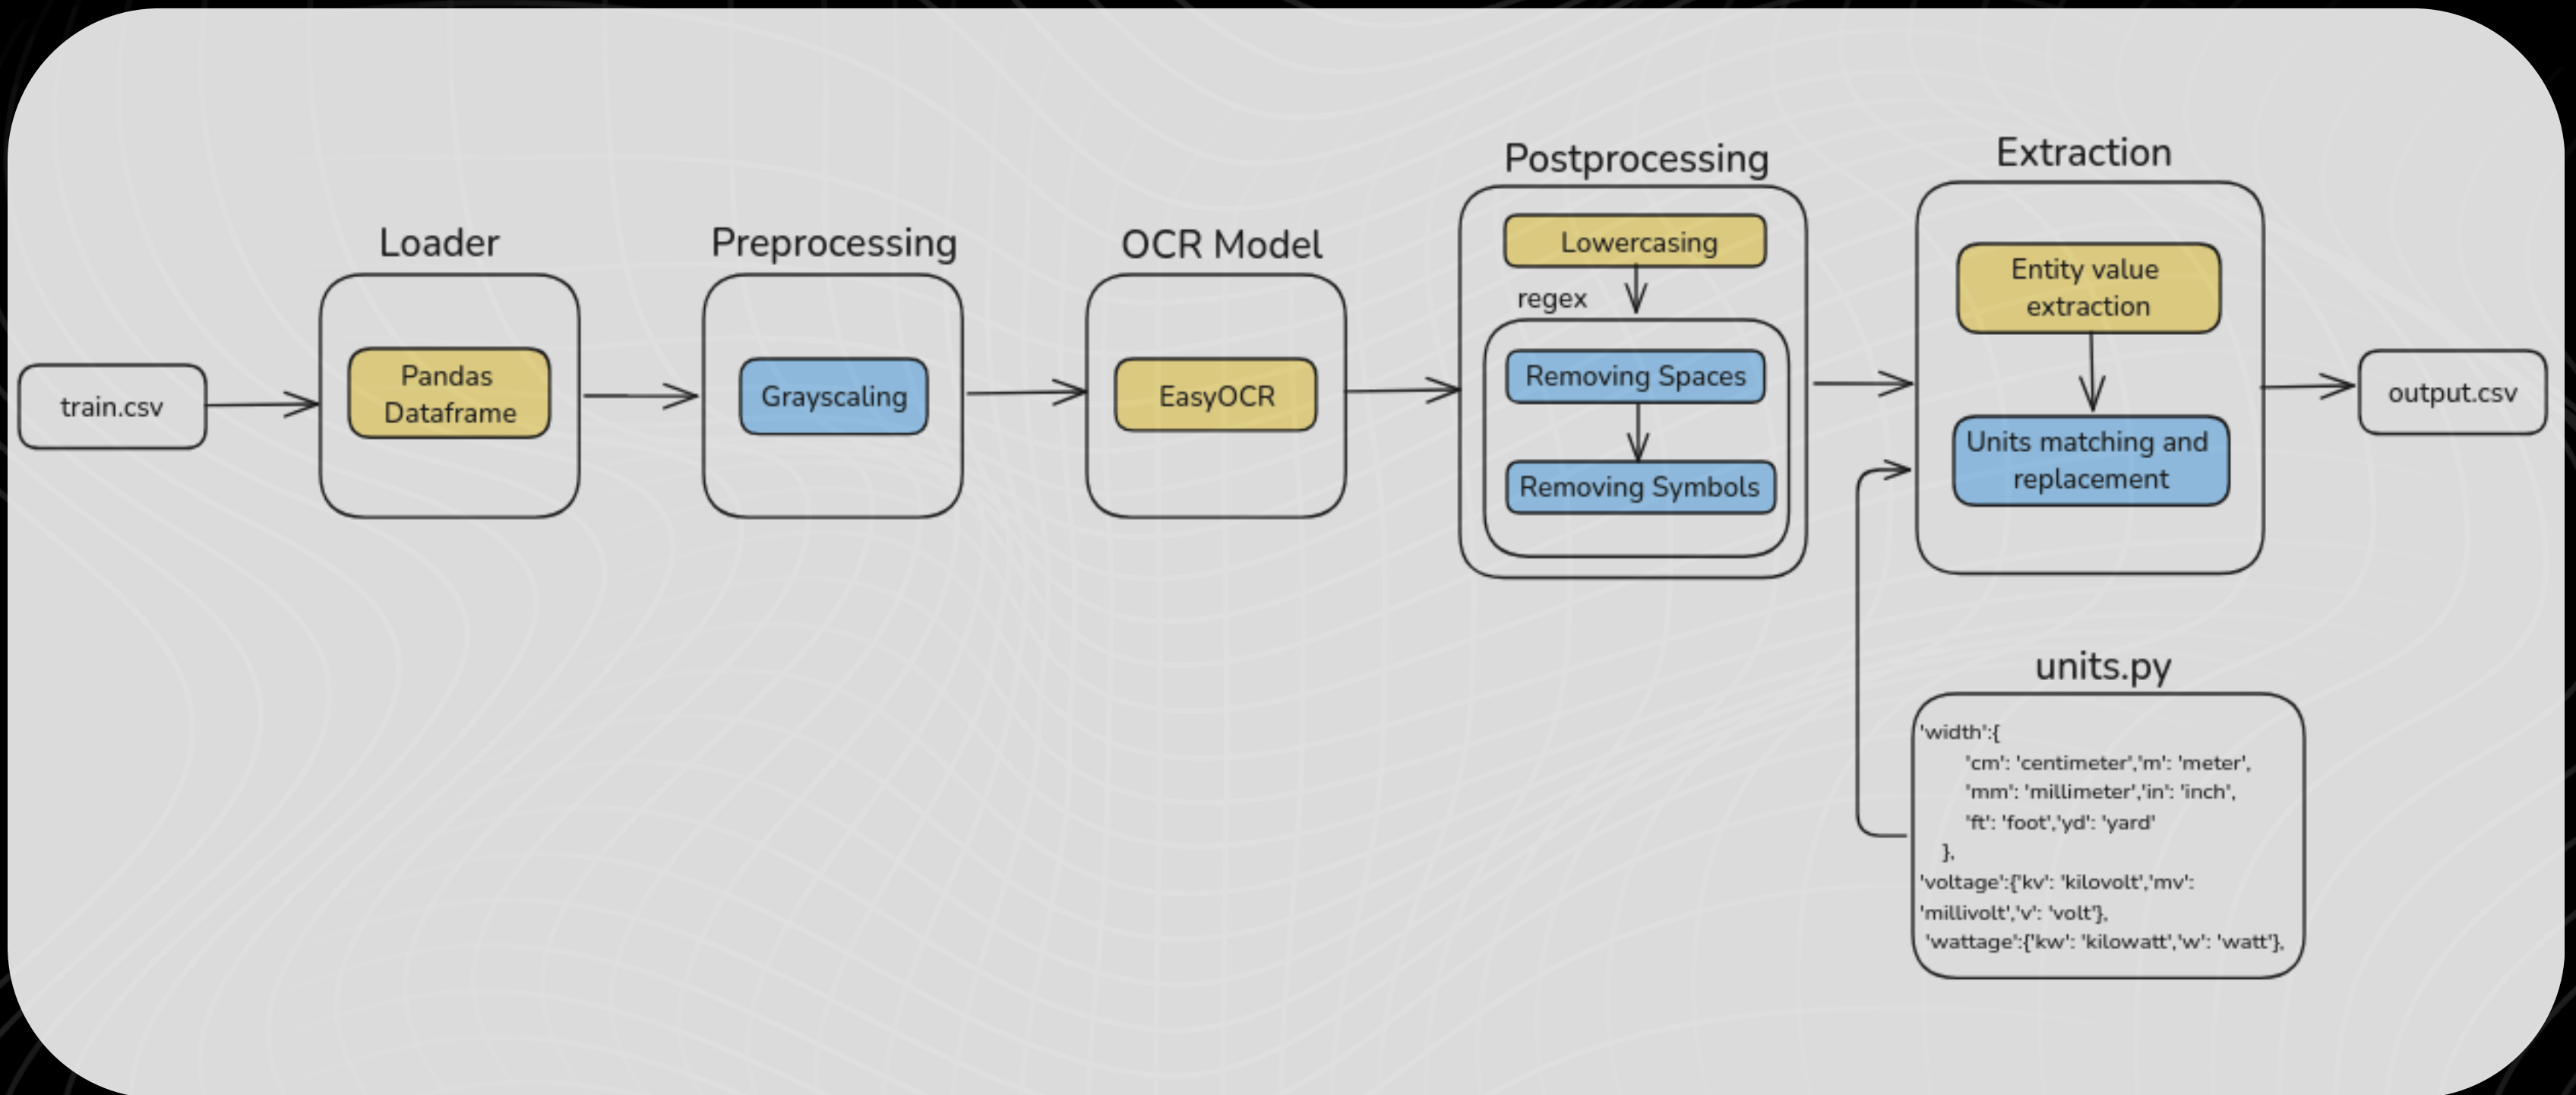 train.csv
Loader
Pandas
Dataframe
Preprocessing
Grayscaling
OCR Model
EasyOCR
Postprocessing
Lowercasing
regex
Removing Spaces
Removing Symbols
Extraction
Entity value
extraction
Units matching and
replacement
output.csv
units.py
'width':{
'cm': 'centimeter','m': 'meter',
'mm': 'millimeter','in': 'inch',
'ft': 'foot','yd': 'yard'
},
'voltage':{'kv': 'kilovolt','mv':
'millivolt','v': 'volt'},
'wattage':{'kw': 'kilowatt','w': 'watt'},